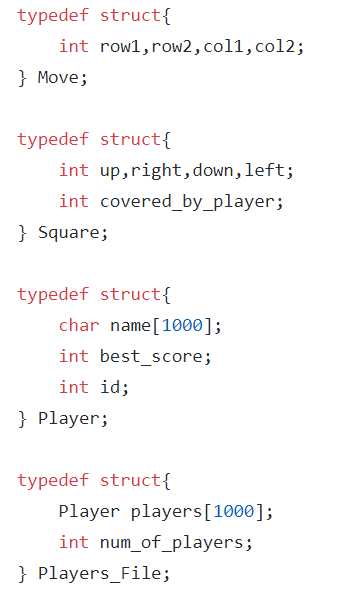 typedef struct{
    int row1,row2,col1,col2;
} Move;

typedef struct{
    int up,right,down,left;
    int covered_by_player;
} Square;

typedef struct{
    char name[1000];
    int best_score;
    int id;
} Player;

typedef struct{
    Player players[1000];
    int num_of_players;
} Players_File;